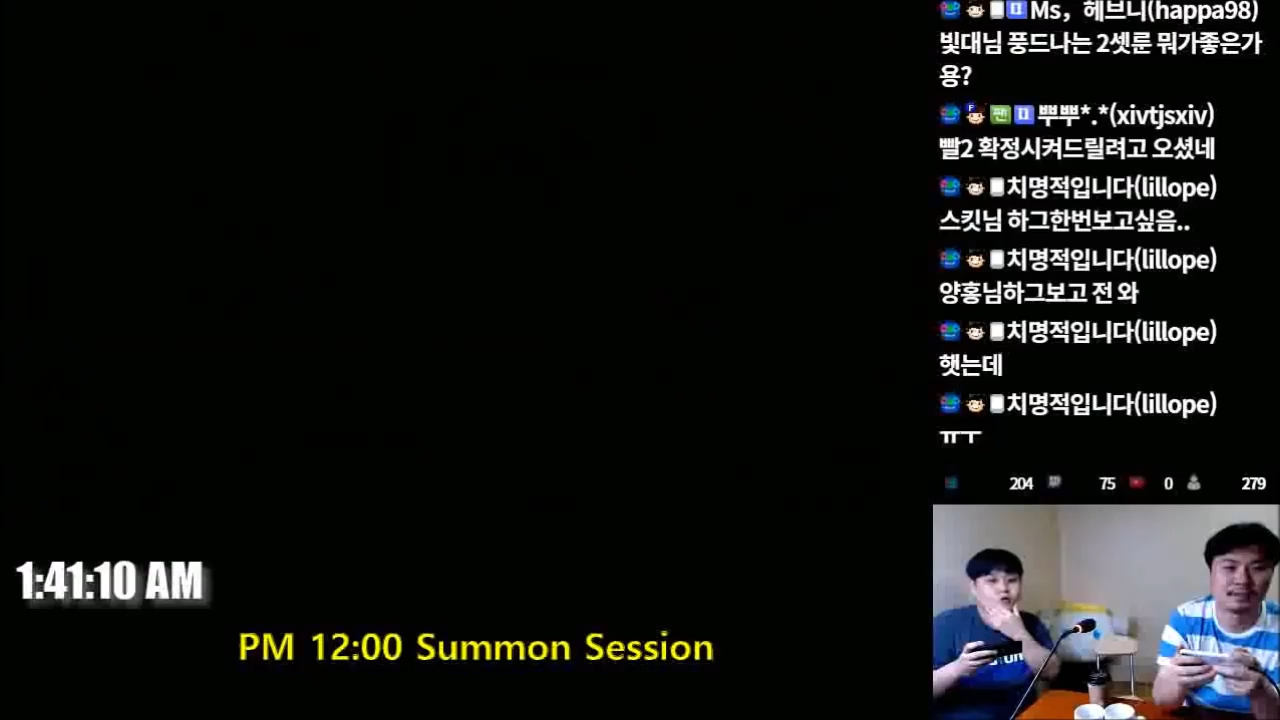 Ms, 헤브니(happa98)
빛대님 풍드나는 2셋룬 뭐가좋은가
용?
팬 뿌뿌*.*(xivtjsxiv)
빨2 확정시켜드릴려고 오셨네
치명적입니다(lillope)
스킷님 하그한번보고싶음..
치명적입니다(lillope)
양홍님하그보고 전 와
치명적입니다(lillope)
햇는데
치명적입니다(lillope)
ㅠㅜ
204 75 0 279
1:41:10 AM
PM 12:00 Summon Session